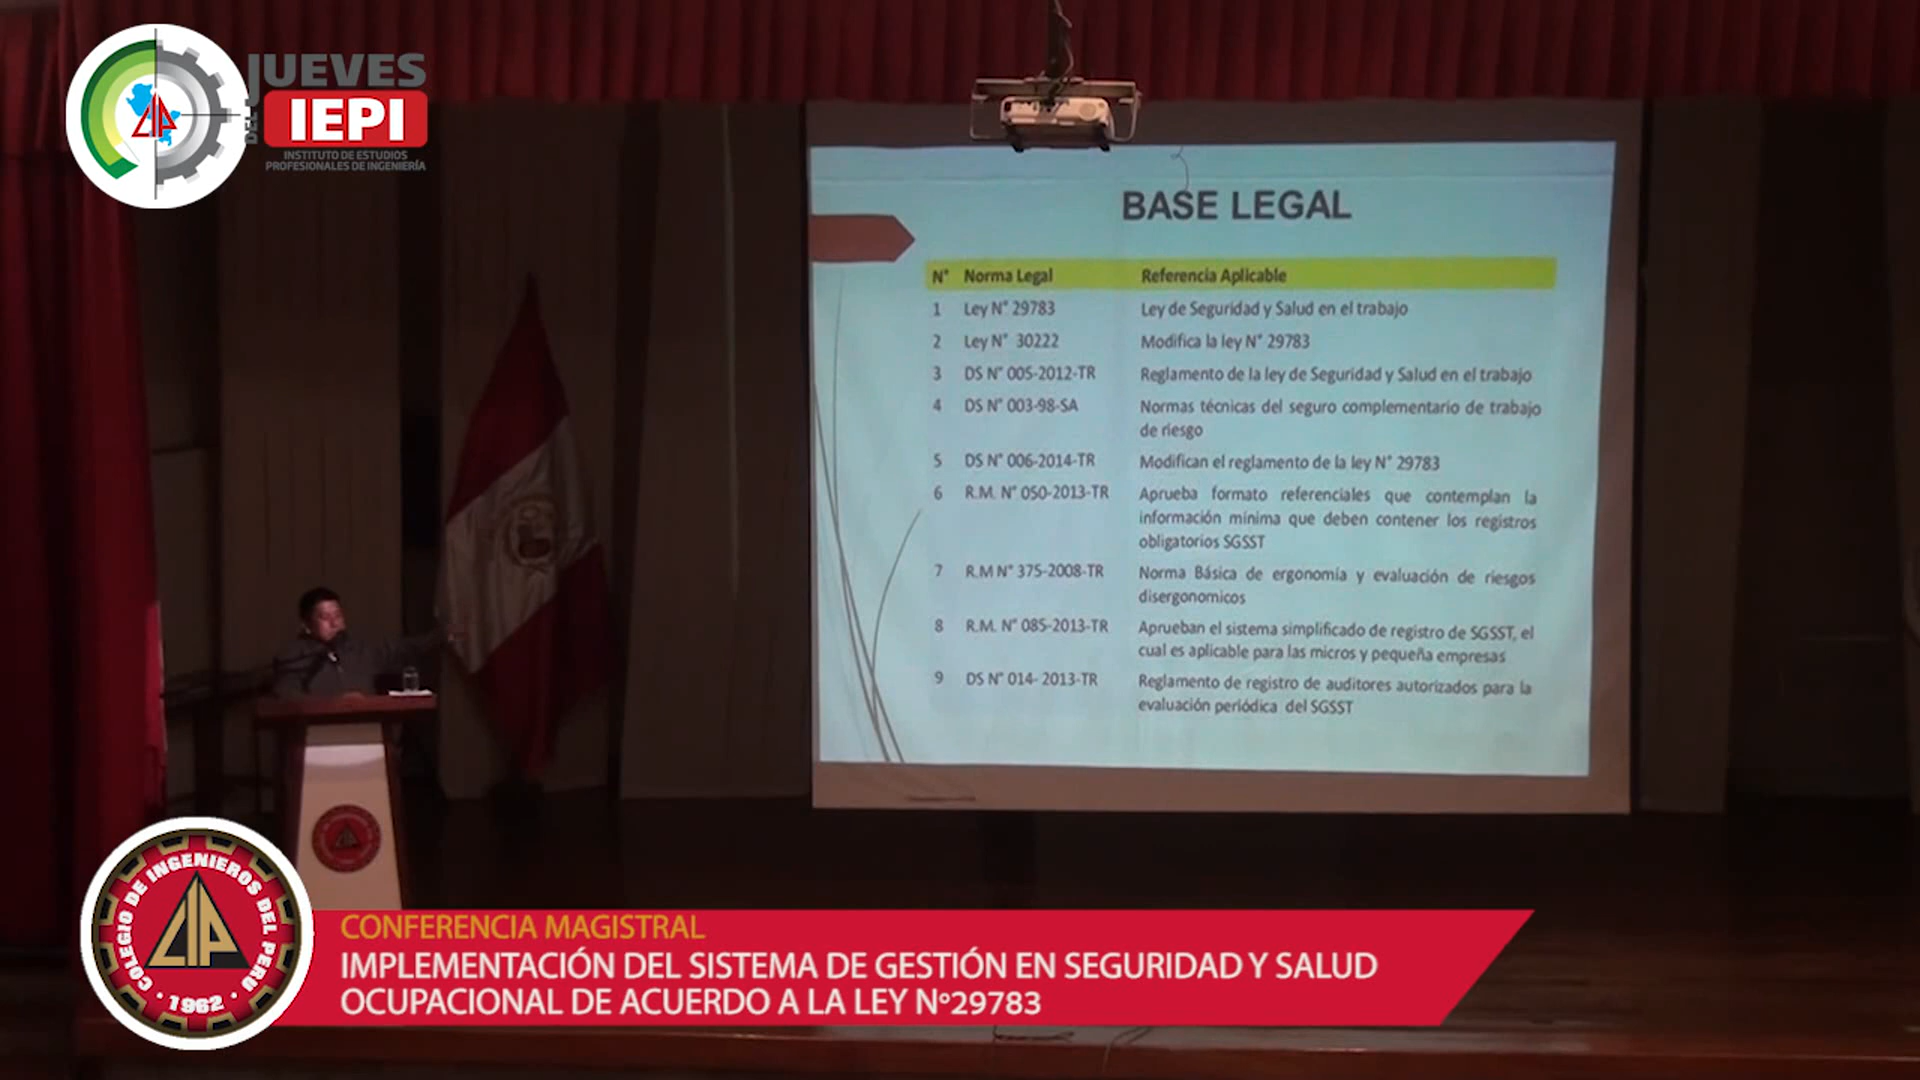 JUEVES
DEL
IEPI
INSTITUTO DE ESTUDIOS
PROFESIONALES DE INGENIERÍA
BASE LEGAL
N° Norma Legal Referencia Aplicable
1 Ley N° 29783 Ley de Seguridad y Salud en el trabajo
2 Ley N° 30222 Modifica la ley N° 29783
3 DS N° 005-2012-TR Reglamento de la ley de Seguridad y Salud en el trabajo
4 DS N° 003-98-SA Normas técnicas del seguro complementario de trabajo
de riesgo
5 DS N° 006-2014-TR Modifican el reglamento de la ley N° 29783
6 R.M. N° 050-2013-TR Aprueba formato referenciales que contemplan la
información mínima que deben contener los registros
obligatorios SGSST
7 R.M N° 375-2008-TR Norma Básica de ergonomía y evaluación de riesgos
disergonomicos
8 R.M. N° 085-2013-TR Aprueban el sistema simplificado de registro de SGSST, el
cual es aplicable para las micros y pequeña empresas
9 DS N° 014- 2013-TR Reglamento de registro de auditores autorizados para la
evaluación periódica del SGSST
COLEGIO DE INGENIEROS DEL PERU
CIP
· 1962 ·
CONFERENCIA MAGISTRAL
IMPLEMENTACIÓN DEL SISTEMA DE GESTIÓN EN SEGURIDAD Y SALUD
OCUPACIONAL DE ACUERDO A LA LEY N°29783